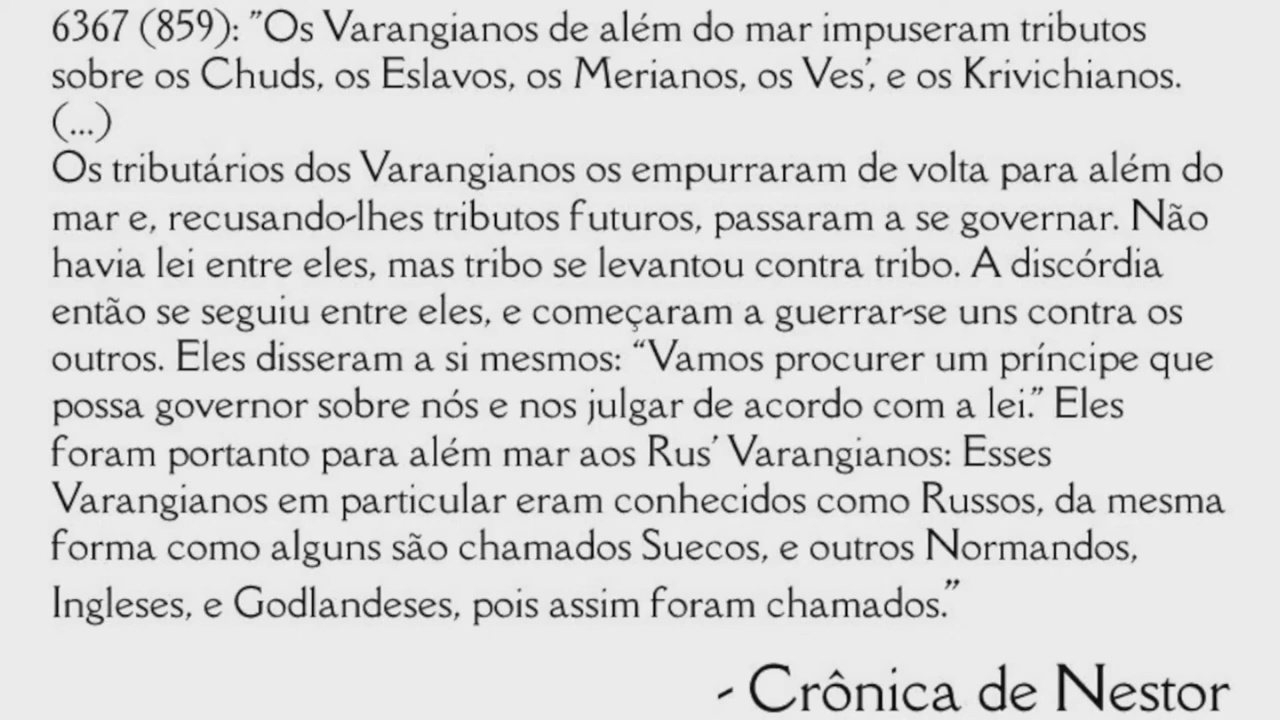 6367 (859): "Os Varangianos de além do mar impuseram tributos
sobre os Chuds, os Eslavos, os Merianos, os Ves', e os Krivichianos.
(...)
Os tributários dos Varangianos os empurraram de volta para além do
mar e, recusando-lhes tributos futuros, passaram a se governar. Não
havia lei entre eles, mas tribo se levantou contra tribo. A discórdia
então se seguiu entre eles, e começaram a guerrar-se uns contra os
outros. Eles disseram a si mesmos: “Vamos procurer um príncipe que
possa governor sobre nós e nos julgar de acordo com a lei.” Eles
foram portanto para além mar aos Rus’ Varangianos: Esses
Varangianos em particular eram conhecidos como Russos, da mesma
forma como alguns são chamados Suecos, e outros Normandos,
Ingleses, e Godlandeses, pois assim foram chamados.”
- Crônica de Nestor